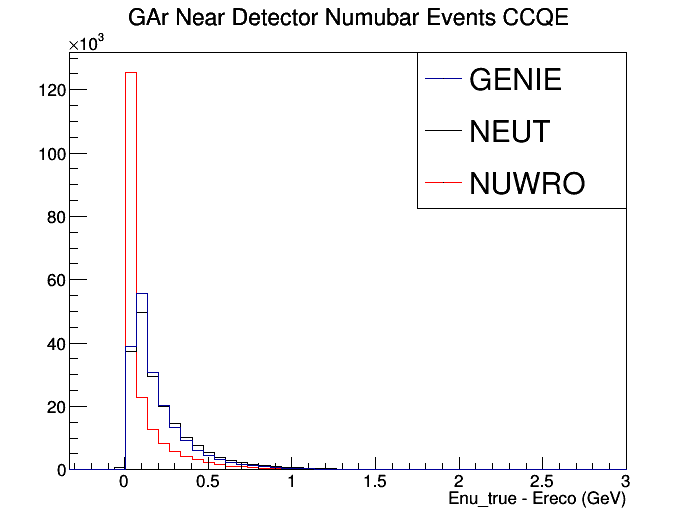 GAr Near Detector Numubar Events CCQE
×10³
GENIE
NEUT
NUWRO
120
100
80
60
40
20
0
0 0.5 1 1.5 2 2.5 3
Enu_true - Ereco (GeV)